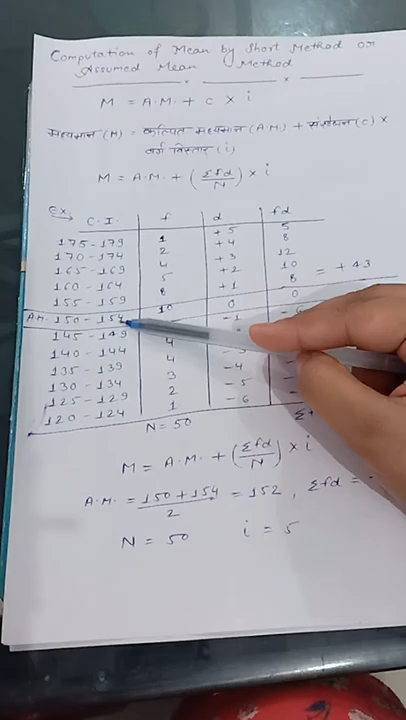 Computation of Mean by Short Method or
Assumed Mean Method
M = A.M. + C × i
मध्यमान (M) = कल्पित मध्यमान (A.M.) + संशोधन (C) ×
वर्ग विस्तार (i)
M = A.M. + (Σfd/N) × i
Ex.
C.I. f d fd
175-179 1 +5 5
170-174 2 +4 8
165-169 4 +3 12
160-164 5 +2 10
155-159 8 +1 8 = +43
A.M. 150-154 10 0 0
145-149 -1 -6
140-144 4
135-139 4 -3
130-134 3 -4
125-129 2 -5
120-124 1 -6
N = 50
M = A.M. + (Σfd/N) × i
A.M. = 150+154/2 = 152, Σfd =
N = 50 i = 5